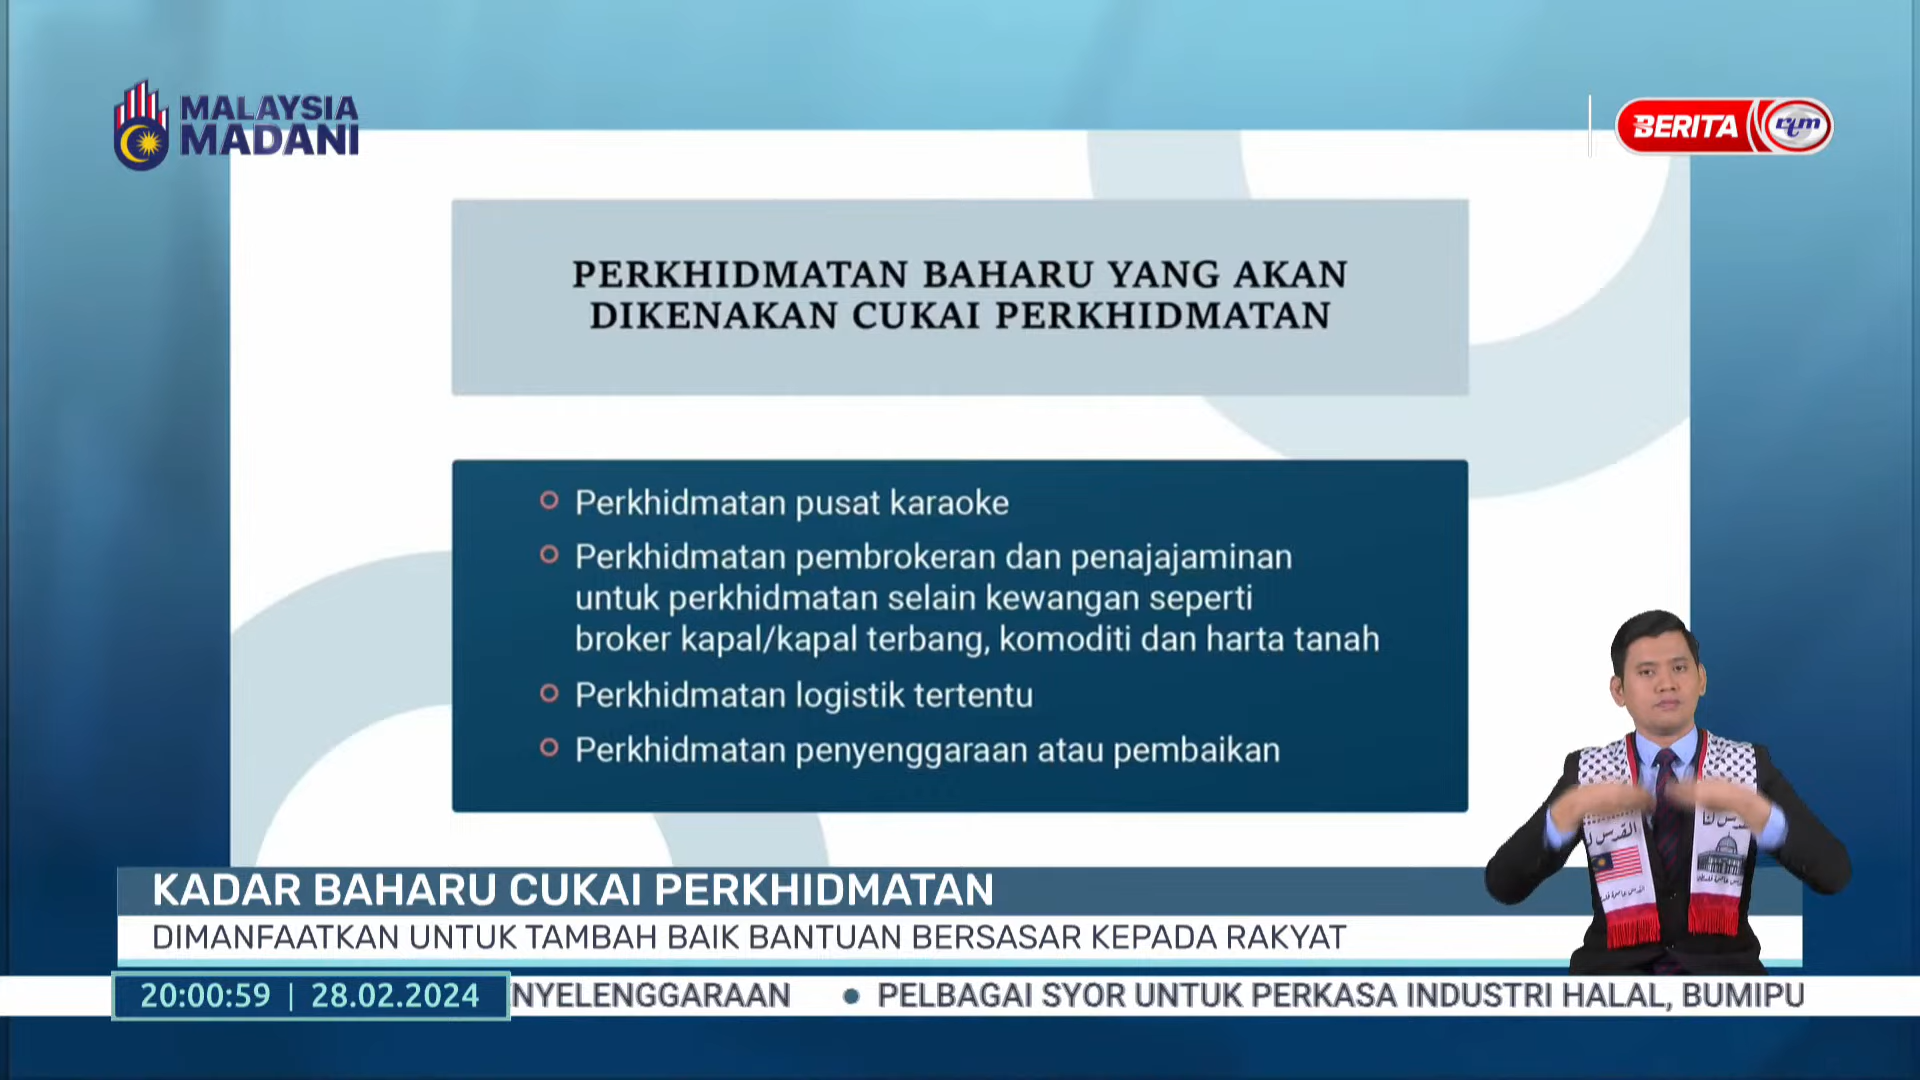 MALAYSIA
MADANI
BERITA rtm
PERKHIDMATAN BAHARU YANG AKAN
DIKENAKAN CUKAI PERKHIDMATAN
Perkhidmatan pusat karaoke
Perkhidmatan pembrokeran dan penajajaminan
untuk perkhidmatan selain kewangan seperti
broker kapal/kapal terbang, komoditi dan harta tanah
Perkhidmatan logistik tertentu
Perkhidmatan penyenggaraan atau pembaikan
القدس لنا
KADAR BAHARU CUKAI PERKHIDMATAN
DIMANFAATKAN UNTUK TAMBAH BAIK BANTUAN BERSASAR KEPADA RAKYAT
20:00:59 | 28.02.2024 NYELENGGARAAN • PELBAGAI SYOR UNTUK PERKASA INDUSTRI HALAL, BUMIPU